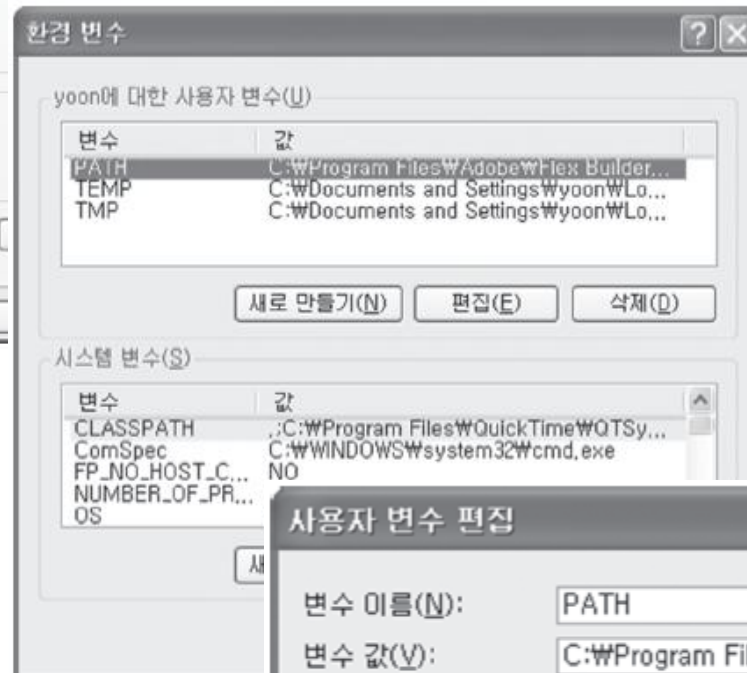 환경 변수
yoon에 대한 사용자 변수(U)
변수 값
PATH C:₩Program Files₩Adobe₩Flex Builder...
TEMP C:₩Documents and Settings₩yoon₩Lo...
TMP C:₩Documents and Settings₩yoon₩Lo...
새로 만들기(N) 편집(E) 삭제(D)
시스템 변수(S)
변수 값
CLASSPATH .;C:₩Program Files₩QuickTime₩QTSy...
ComSpec C:₩WINDOWS₩system32₩cmd.exe
FP_NO_HOST_C... NO
NUMBER_OF_PR...
OS
새
사용자 변수 편집
변수 이름(N): PATH
변수 값(V): C:₩Program Fil